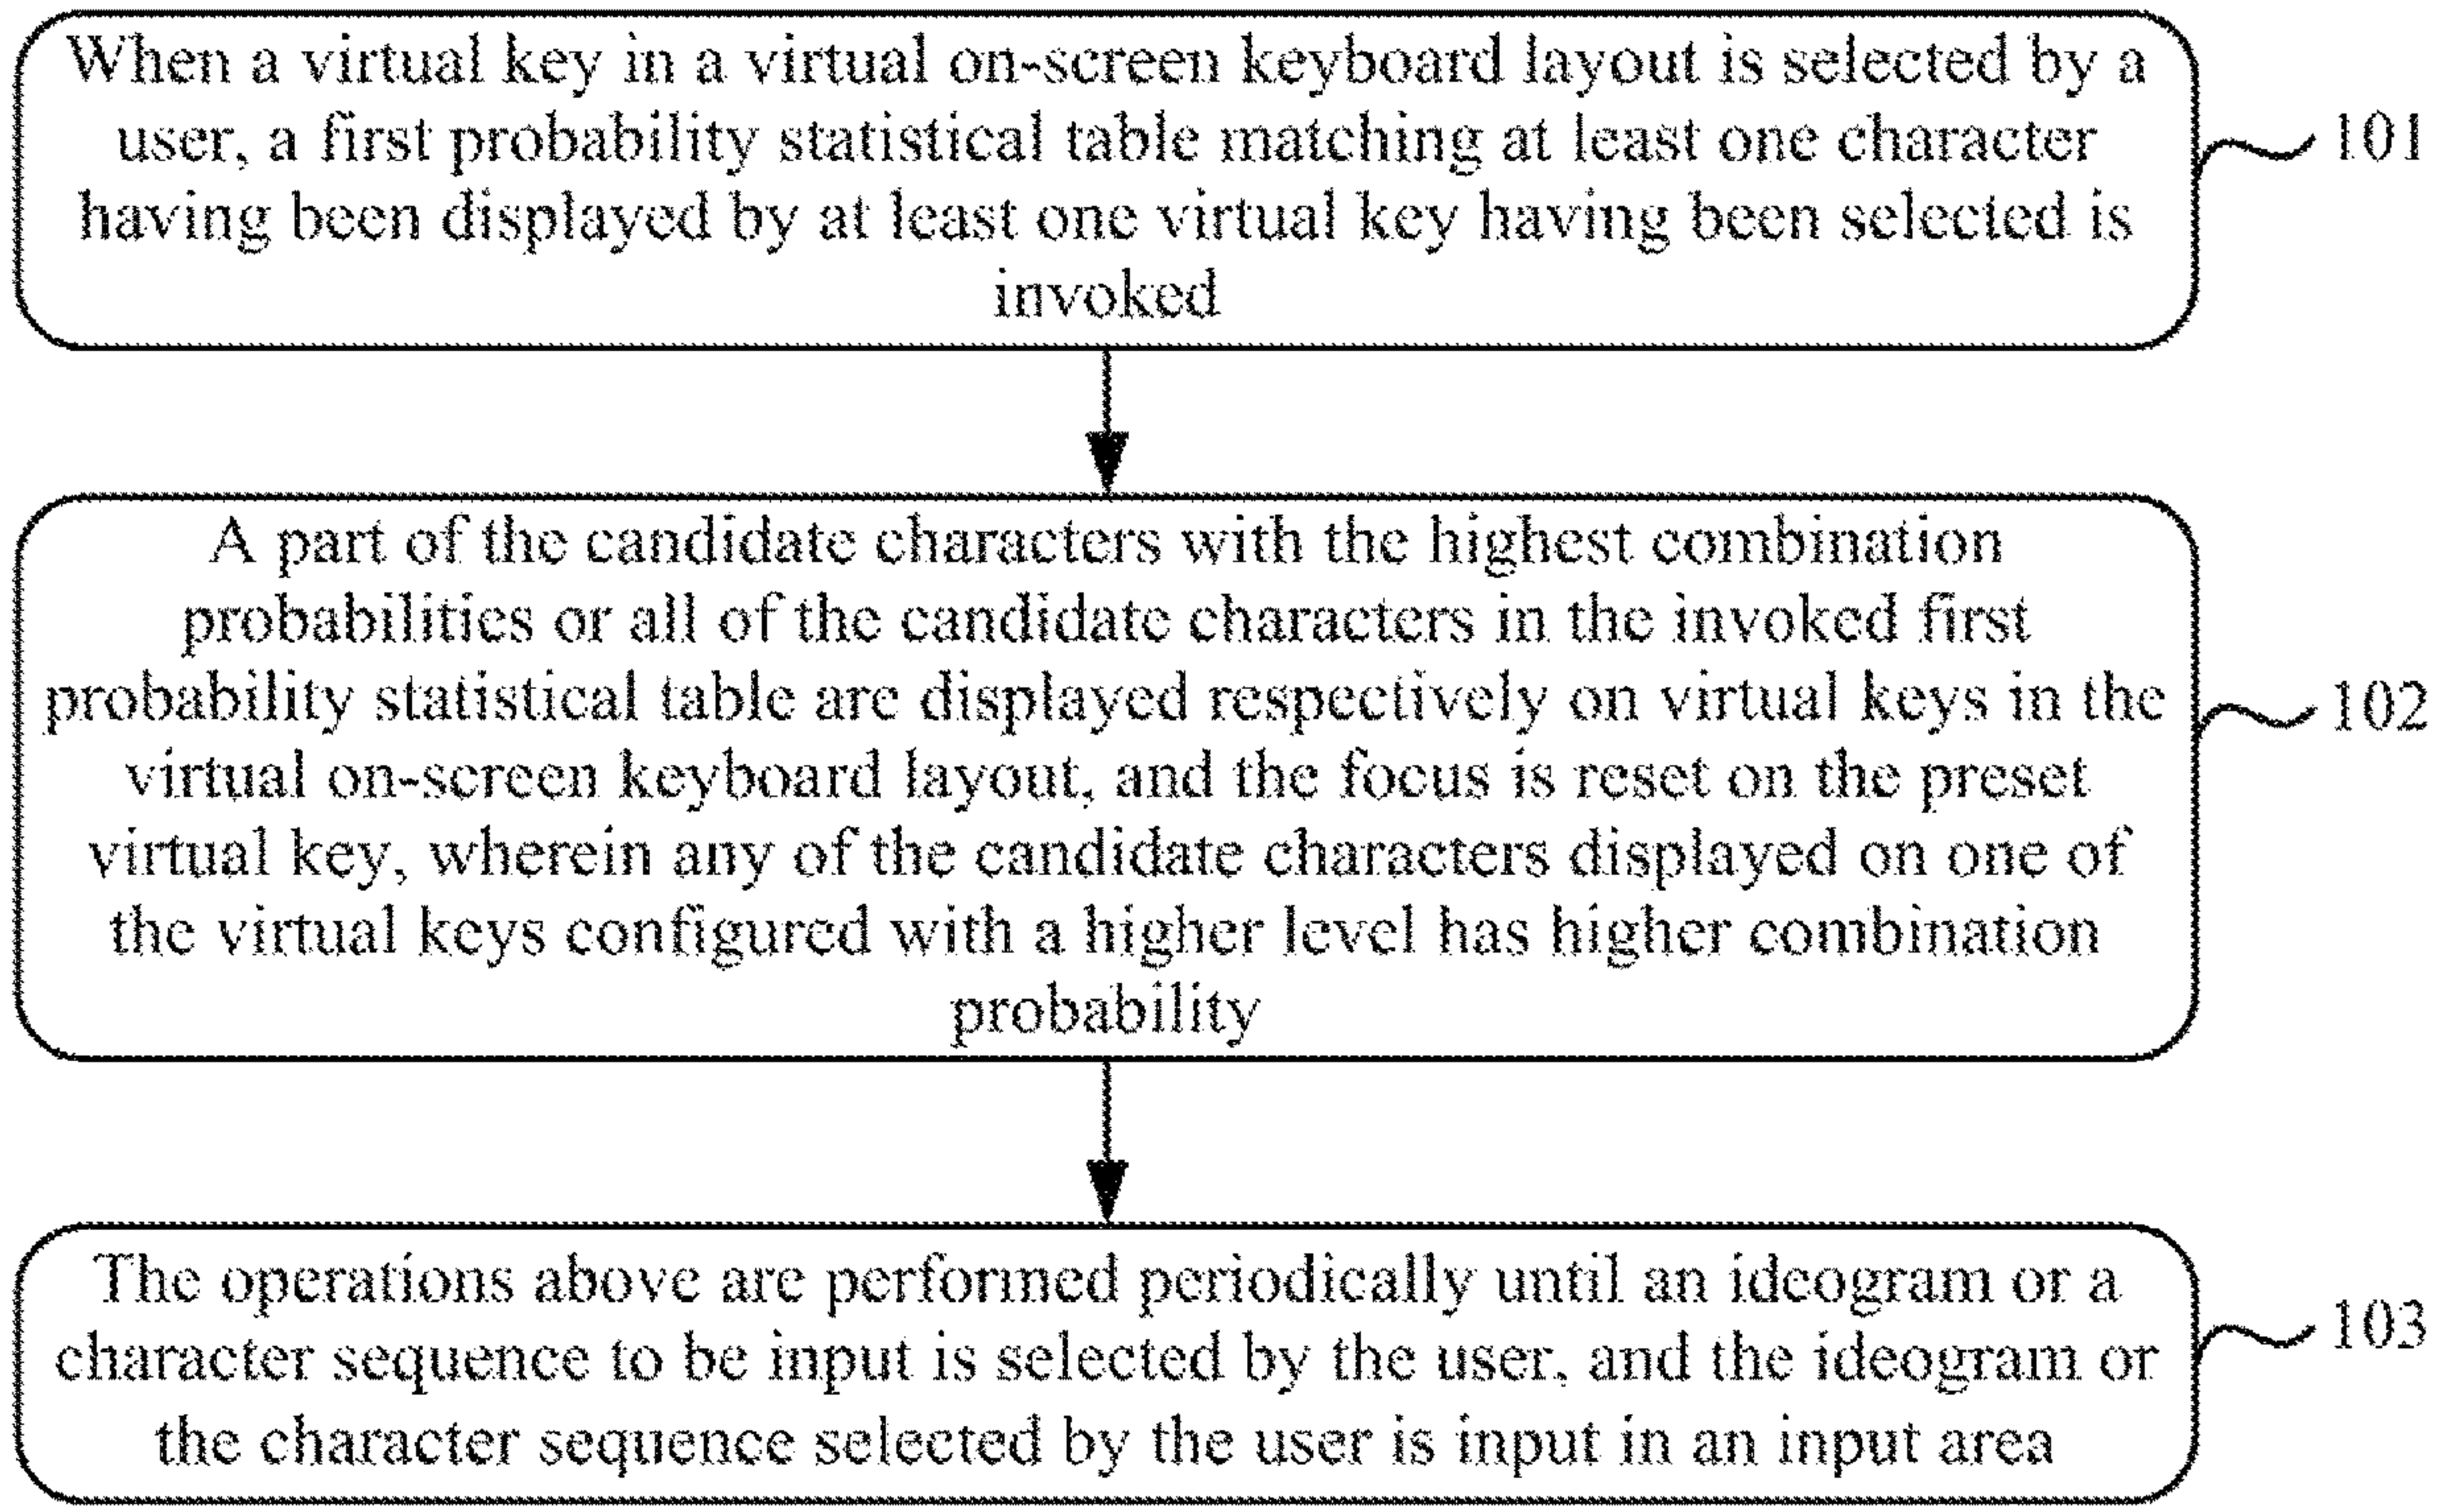 When a virtual key in a virtual on-screen keyboard layout is selected by a
user, a first probability statistical table matching at least one character
having been displayed by at least one virtual key having been selected is
invoked
101
A part of the candidate characters with the highest combination
probabilities or all of the candidate characters in the invoked first
probability statistical table are displayed respectively on virtual keys in the
virtual on-screen keyboard layout, and the focus is reset on the preset
virtual key, wherein any of the candidate characters displayed on one of
the virtual keys configured with a higher level has higher combination
probability
102
The operations above are performed periodically until an ideogram or a
character sequence to be input is selected by the user, and the ideogram or
the character sequence selected by the user is input in an input area
103